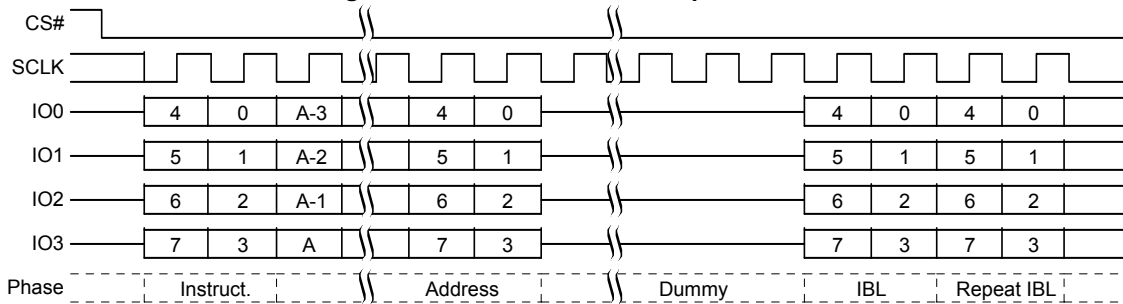 CS#
SCLK
IO0 4 0 A-3 4 0 4 0 4 0
IO1 5 1 A-2 5 1 5 1 5 1
IO2 6 2 A-1 6 2 6 2 6 2
IO3 7 3 A 7 3 7 3 7 3
Phase Instruct. Address Dummy IBL Repeat IBL